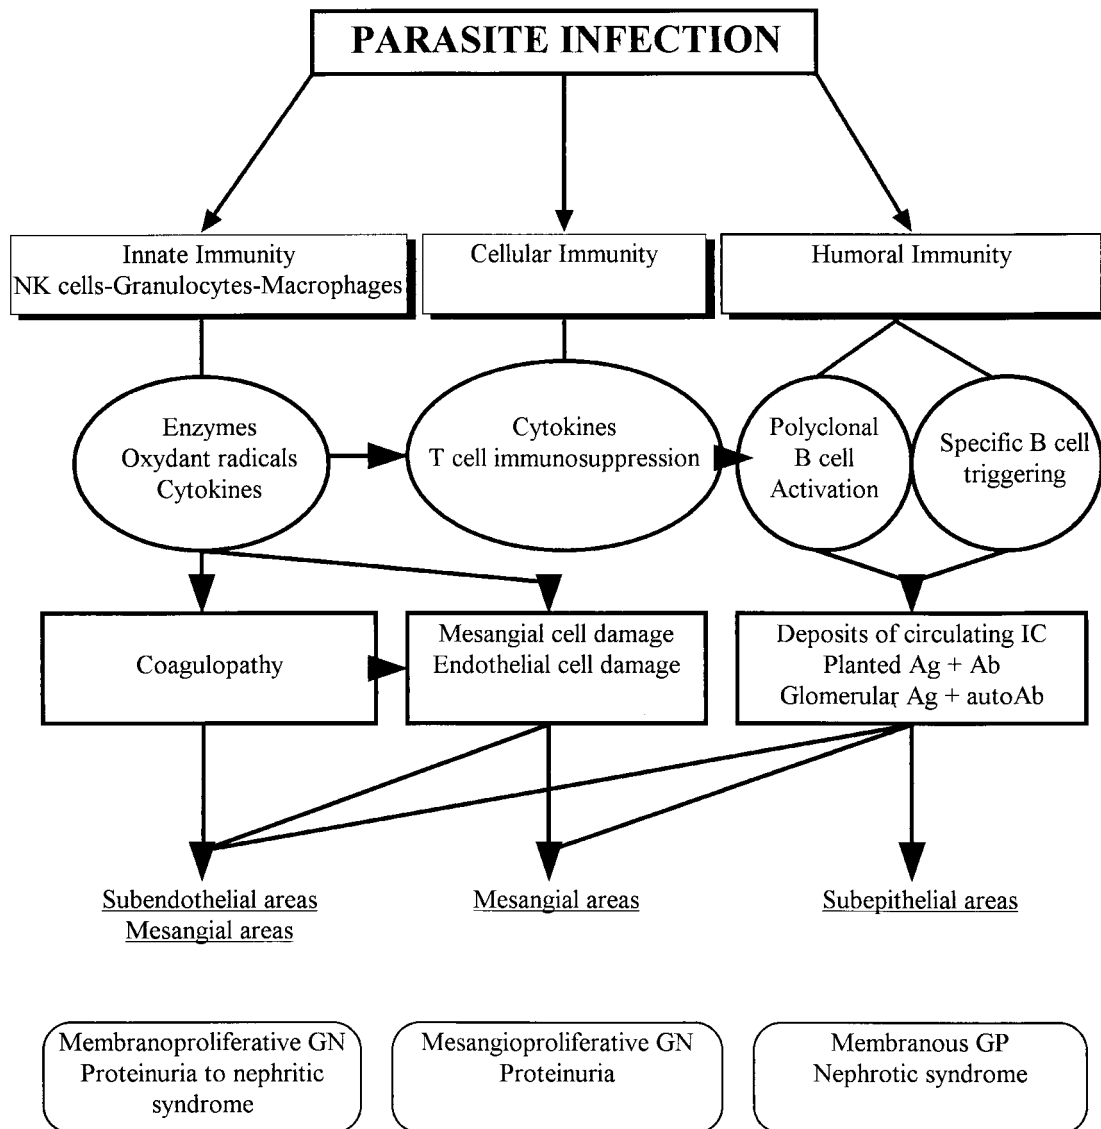 PARASITE INFECTION
Innate Immunity
NK cells-Granulocytes-Macrophages
Cellular Immunity
Humoral Immunity
Enzymes
Oxydant radicals
Cytokines
Cytokines
T cell immunosuppression
Polyclonal
B cell
Activation
Specific B cell
triggering
Coagulopathy
Mesangial cell damage
Endothelial cell damage
Deposits of circulating IC
Planted Ag + Ab
Glomerular Ag + autoAb
Subendothelial areas
Mesangial areas
Mesangial areas
Subepithelial areas
Membranoproliferative GN
Proteinuria to nephritic
syndrome
Mesangioproliferative GN
Proteinuria
Membranous GP
Nephrotic syndrome